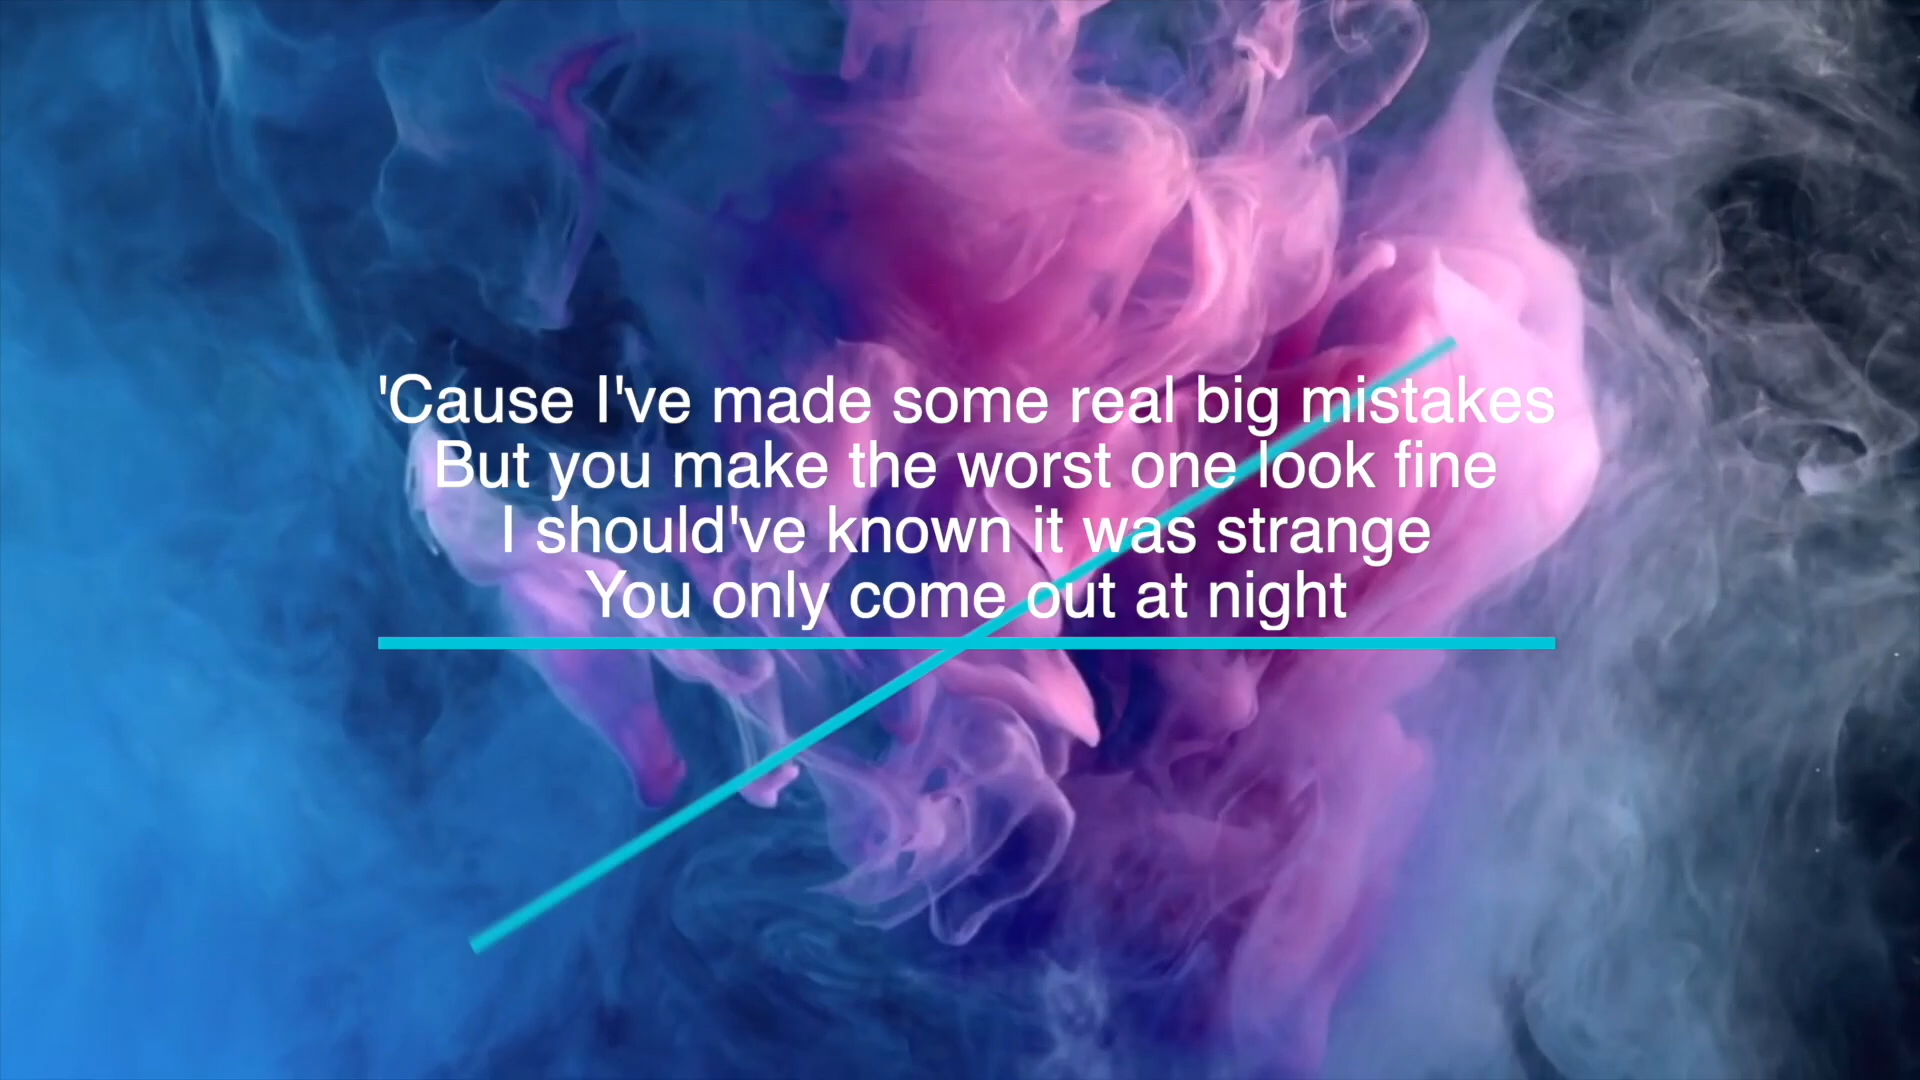 'Cause I've made some real big mistakes
But you make the worst one look fine
I should've known it was strange
You only come out at night